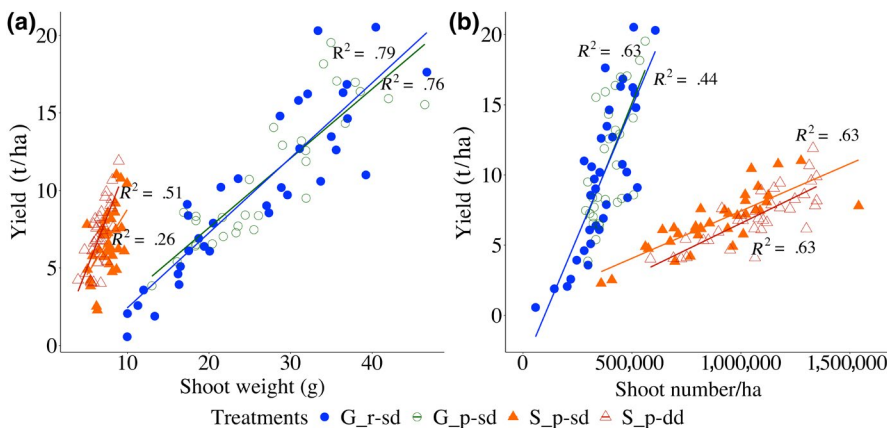 (a)
(b)
20
15
10
5
0
Yield (t/ha)
R² = .79
R² = .76
R² = .51
R² = .26
10
20
30
40
Shoot weight (g)
20
15
10
5
0
Yield (t/ha)
R² = .63
R² = .44
R² = .63
R² = .63
0
500,000
1,000,000
1,500,000
Shoot number/ha
Treatments G_r-sd G_p-sd S_p-sd S_p-dd